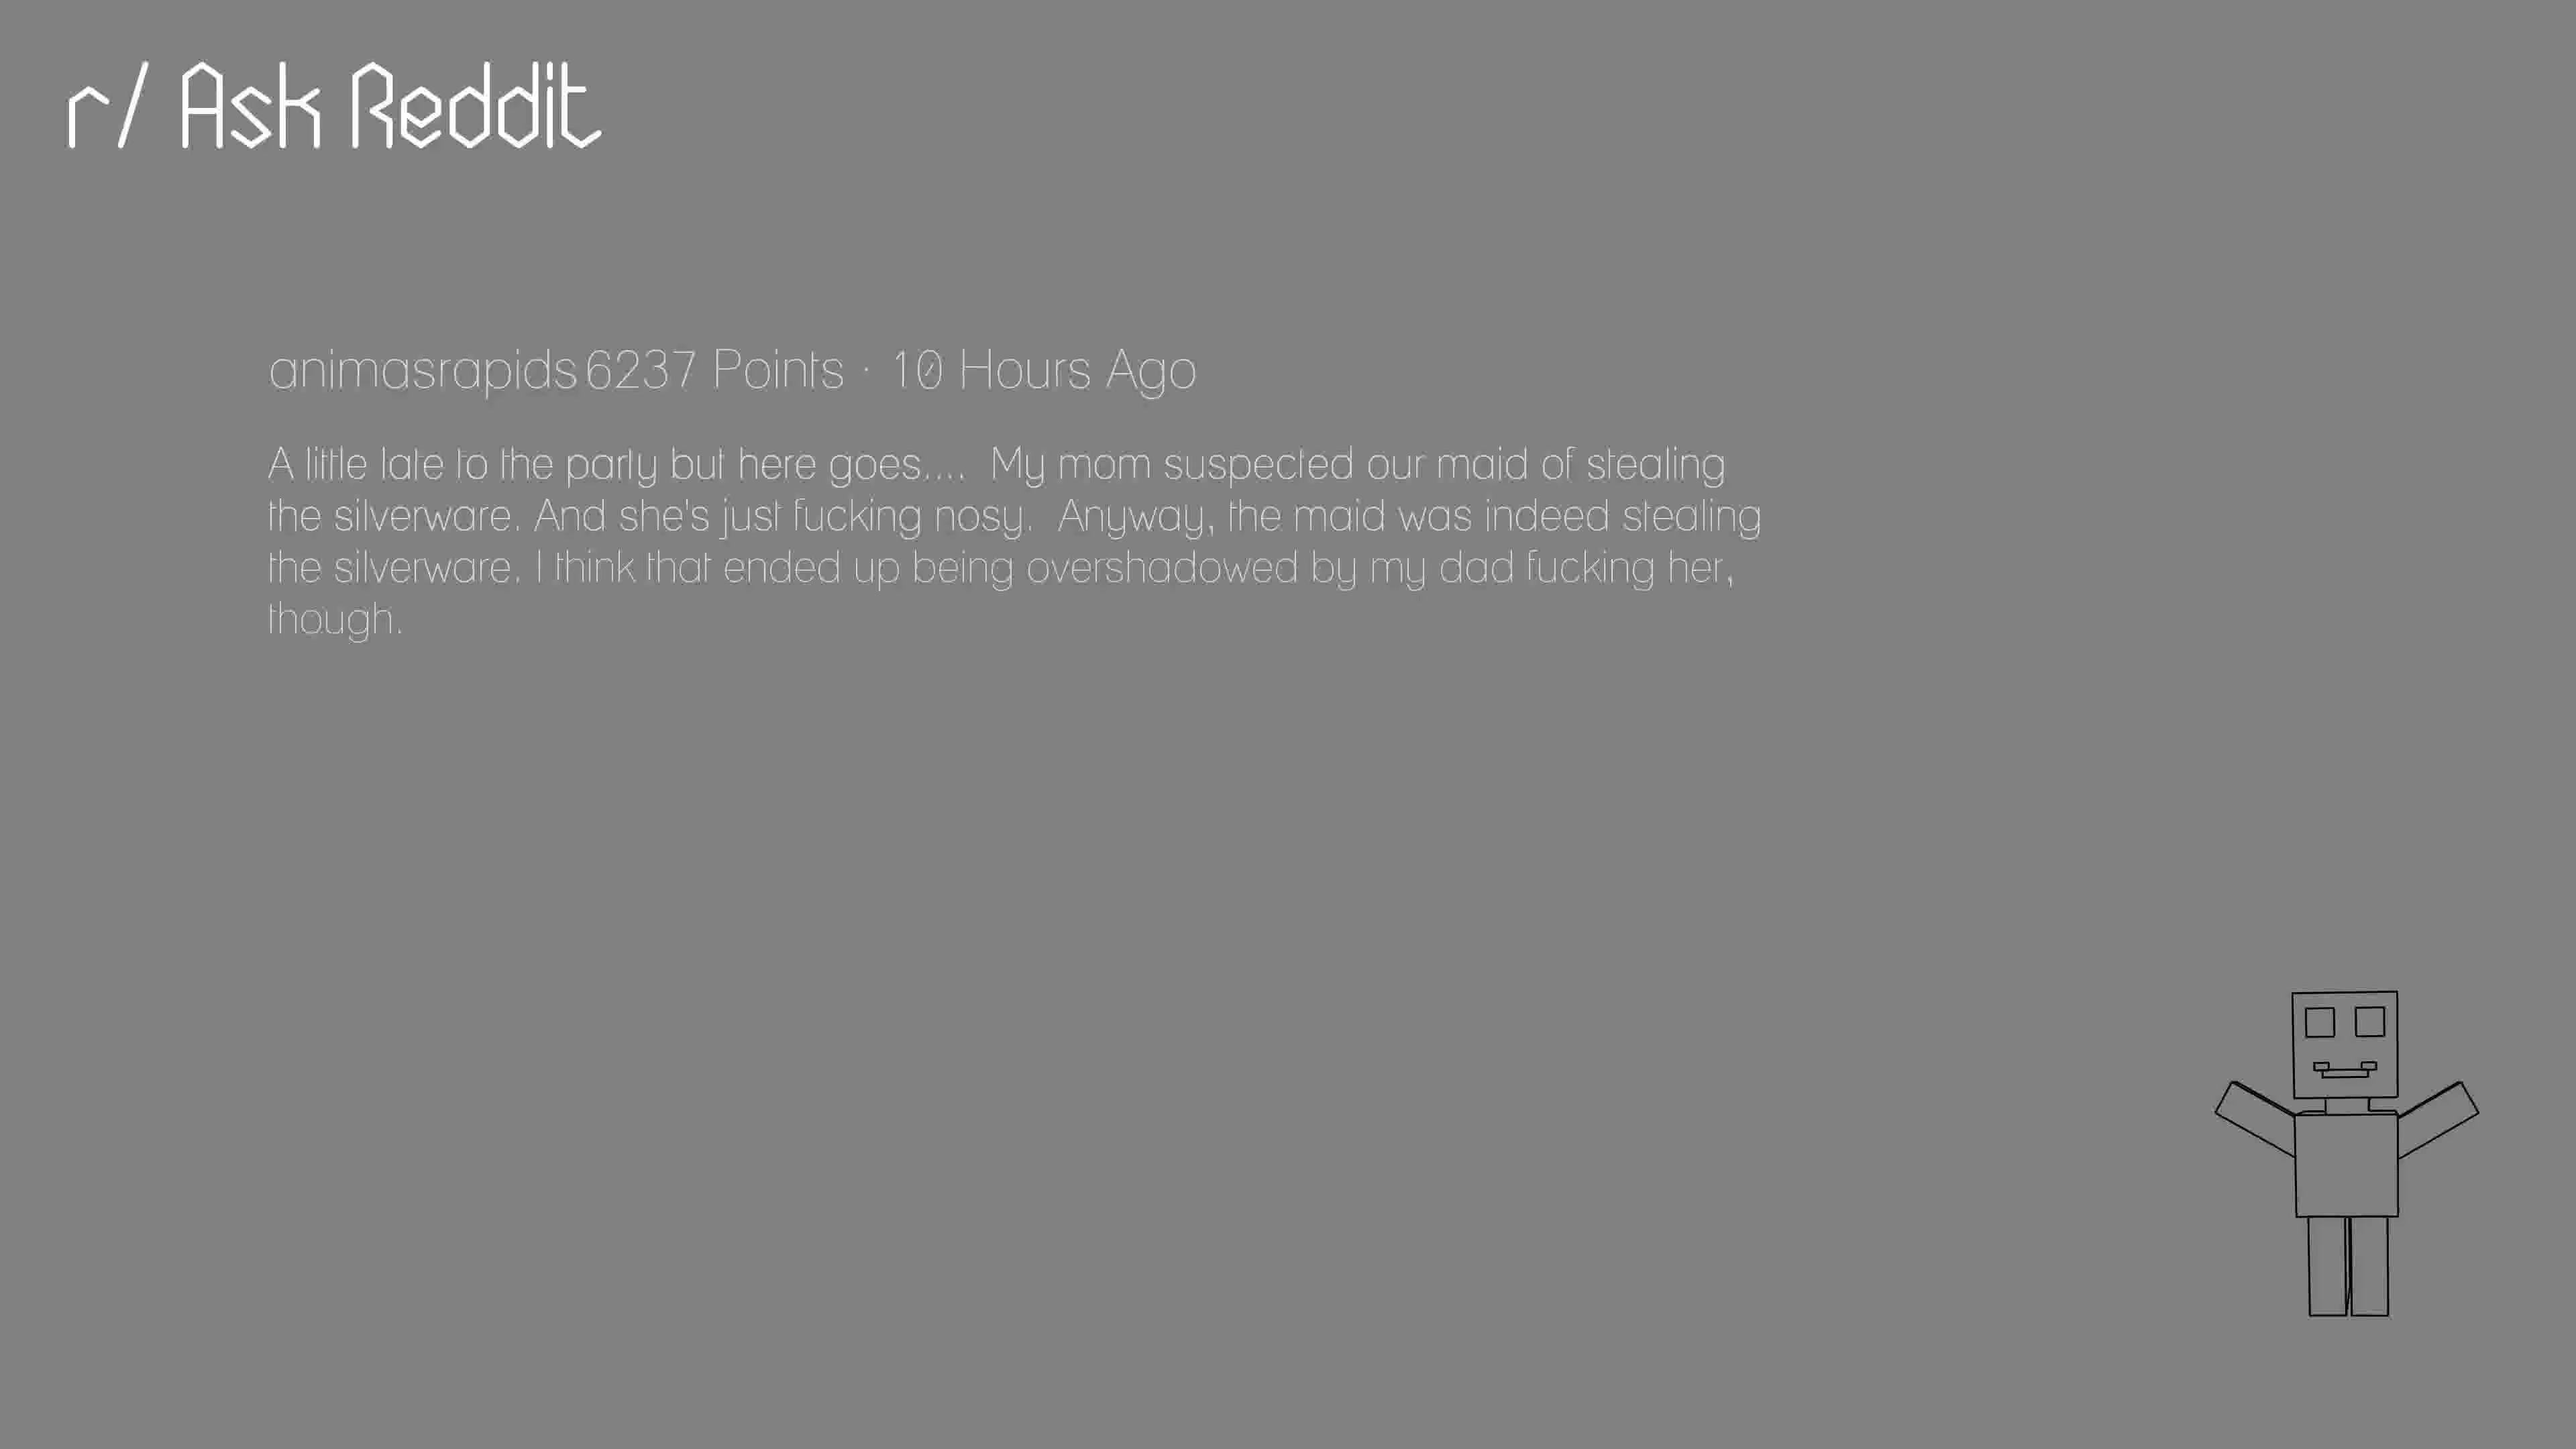 r/ Ask Reddit
animasrapids 6237 Points · 10 Hours Ago
A little late to the party but here goes.... My mom suspected our maid of stealing
the silverware. And she's just fucking nosy. Anyway, the maid was indeed stealing
the silverware. I think that ended up being overshadowed by my dad fucking her,
though.